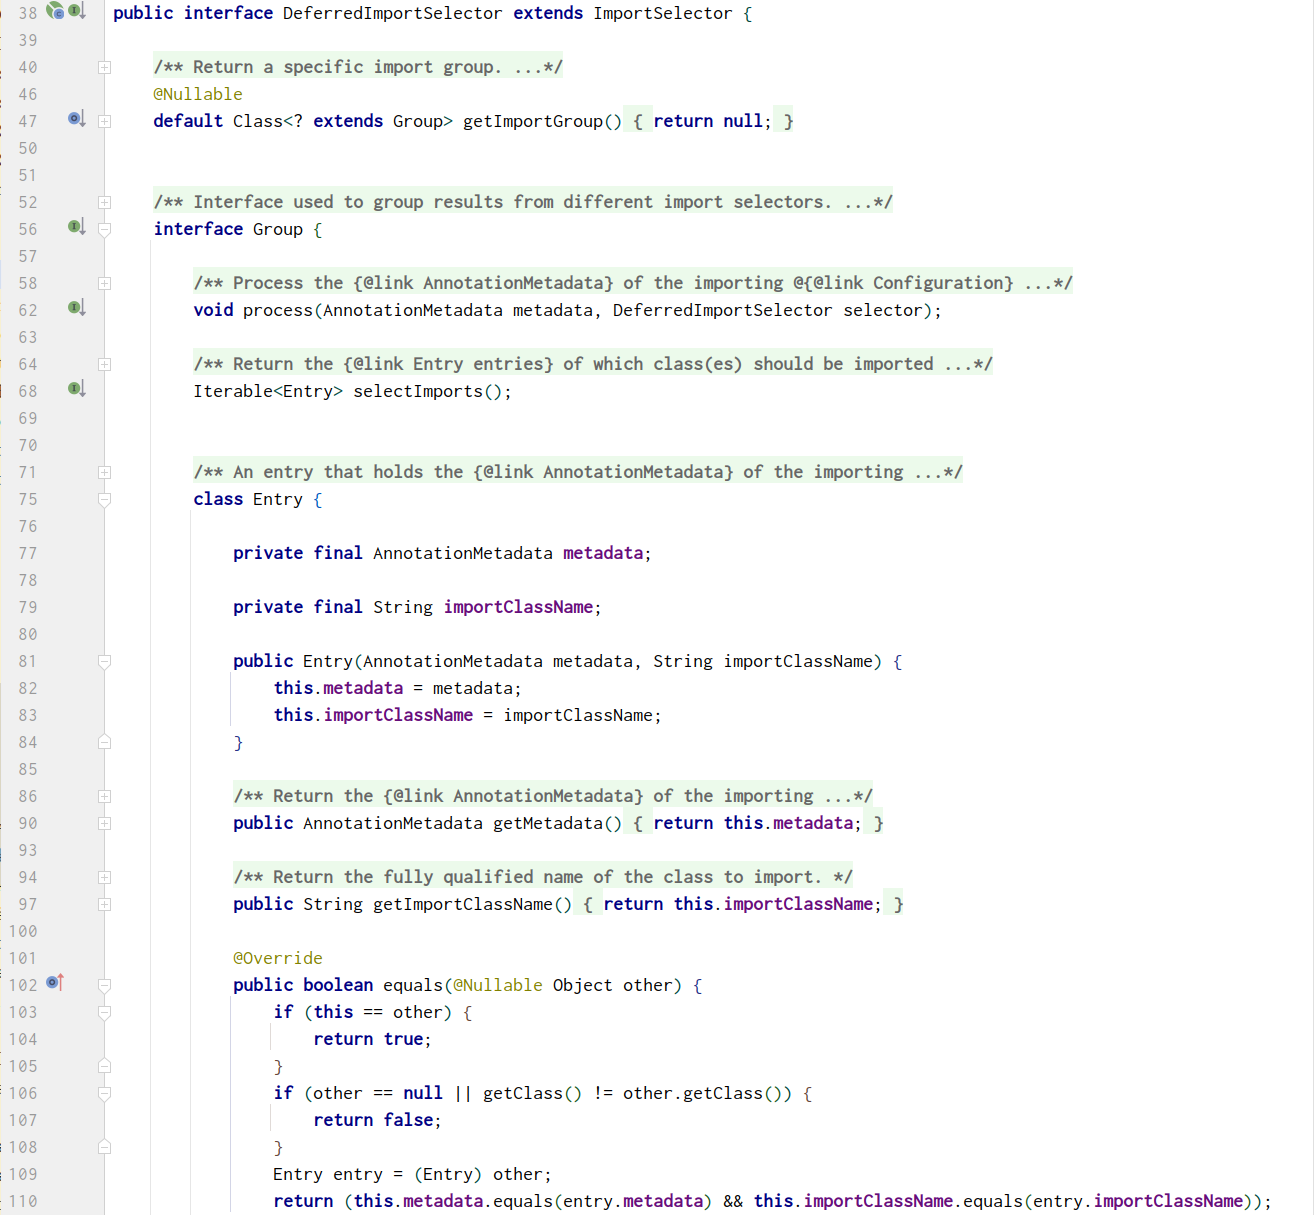 38 public interface DeferredImportSelector extends ImportSelector {
39
40 /** Return a specific import group. ...*/
46 @Nullable
47 default Class<? extends Group> getImportGroup() { return null; }
50
51
52 /** Interface used to group results from different import selectors. ...*/
56 interface Group {
57
58 /** Process the {@link AnnotationMetadata} of the importing @{@link Configuration} ...*/
62 void process(AnnotationMetadata metadata, DeferredImportSelector selector);
63
64 /** Return the {@link Entry entries} of which class(es) should be imported ...*/
68 Iterable<Entry> selectImports();
69
70
71 /** An entry that holds the {@link AnnotationMetadata} of the importing ...*/
75 class Entry {
76
77 private final AnnotationMetadata metadata;
78
79 private final String importClassName;
80
81 public Entry(AnnotationMetadata metadata, String importClassName) {
82 this.metadata = metadata;
83 this.importClassName = importClassName;
84 }
85
86 /** Return the {@link AnnotationMetadata} of the importing ...*/
90 public AnnotationMetadata getMetadata() { return this.metadata; }
93
94 /** Return the fully qualified name of the class to import. */
97 public String getImportClassName() { return this.importClassName; }
100
101 @Override
102 public boolean equals(@Nullable Object other) {
103 if (this == other) {
104 return true;
105 }
106 if (other == null || getClass() != other.getClass()) {
107 return false;
108 }
109 Entry entry = (Entry) other;
110 return (this.metadata.equals(entry.metadata) && this.importClassName.equals(entry.importClassName));